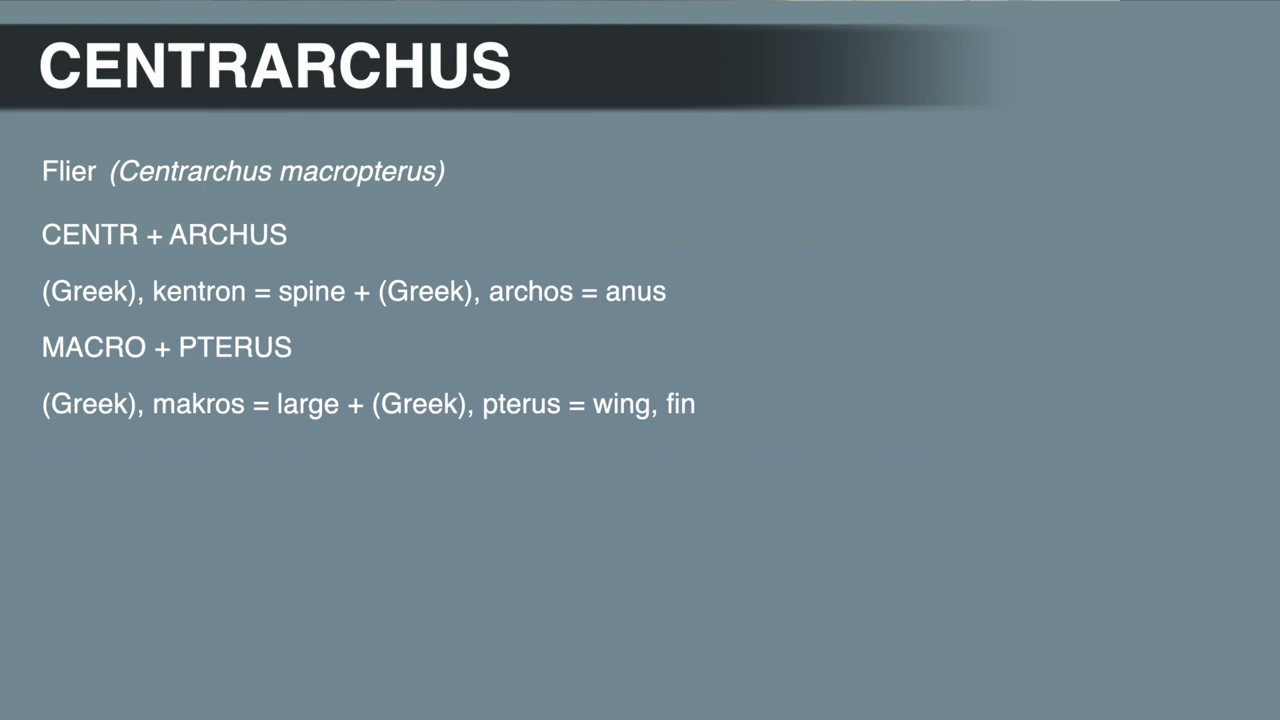 CENTRARCHUS
Flier (Centrarchus macropterus)
CENTR + ARCHUS
(Greek), kentron = spine + (Greek), archos = anus
MACRO + PTERUS
(Greek), makros = large + (Greek), pterus = wing, fin